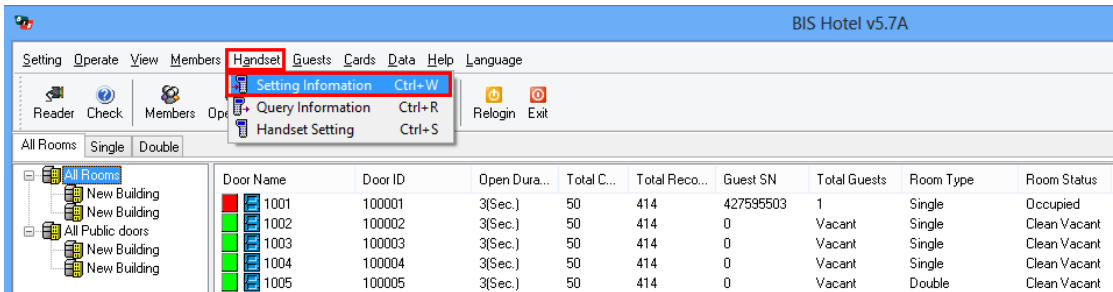 BIS Hotel v5.7A
Setting Operate View Members Handset Guests Cards Data Help Language
Setting Infomation Ctrl+W
Query Information Ctrl+R
Handset Setting Ctrl+S
Reader Check Members Ope Relogin Exit
All Rooms Single Double
All Rooms
New Building
New Building
All Public doors
New Building
New Building
Door Name Door ID Open Dura... Total C... Total Reco... Guest SN Total Guests Room Type Room Status
1001 100001 3(Sec.) 50 414 427595503 1 Single Occupied
1002 100002 3(Sec.) 50 414 0 Vacant Single Clean Vacant
1003 100003 3(Sec.) 50 414 0 Vacant Single Clean Vacant
1004 100004 3(Sec.) 50 414 0 Vacant Single Clean Vacant
1005 100005 3(Sec.) 50 414 0 Vacant Double Clean Vacant